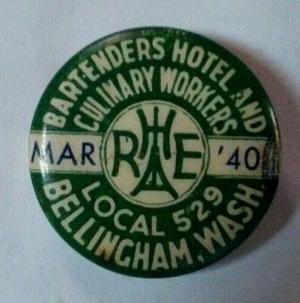 BARTENDERS HOTEL AND
CULINARY WORKERS
MAR '40
H
R E
I A
LOCAL 529
BELLINGHAM, WASH.